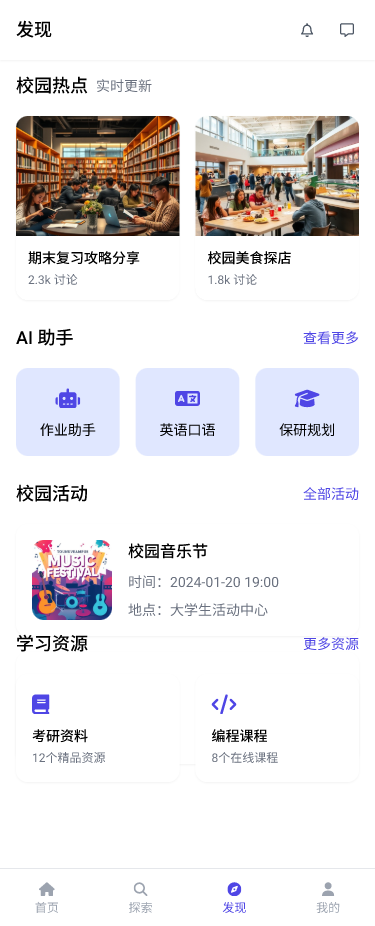 发现
校园热点 实时更新
期末复习攻略分享
2.3k 讨论
校园美食探店
1.8k 讨论
AI 助手 查看更多
作业助手 英语口语 保研规划
校园活动 全部活动
MUSIC
FESTIVAL
校园音乐节
时间：2024-01-20 19:00
地点：大学生活动中心
学习资源 更多资源
考研资料
12个精品资源
编程课程
8个在线课程
首页 探索 发现 我的